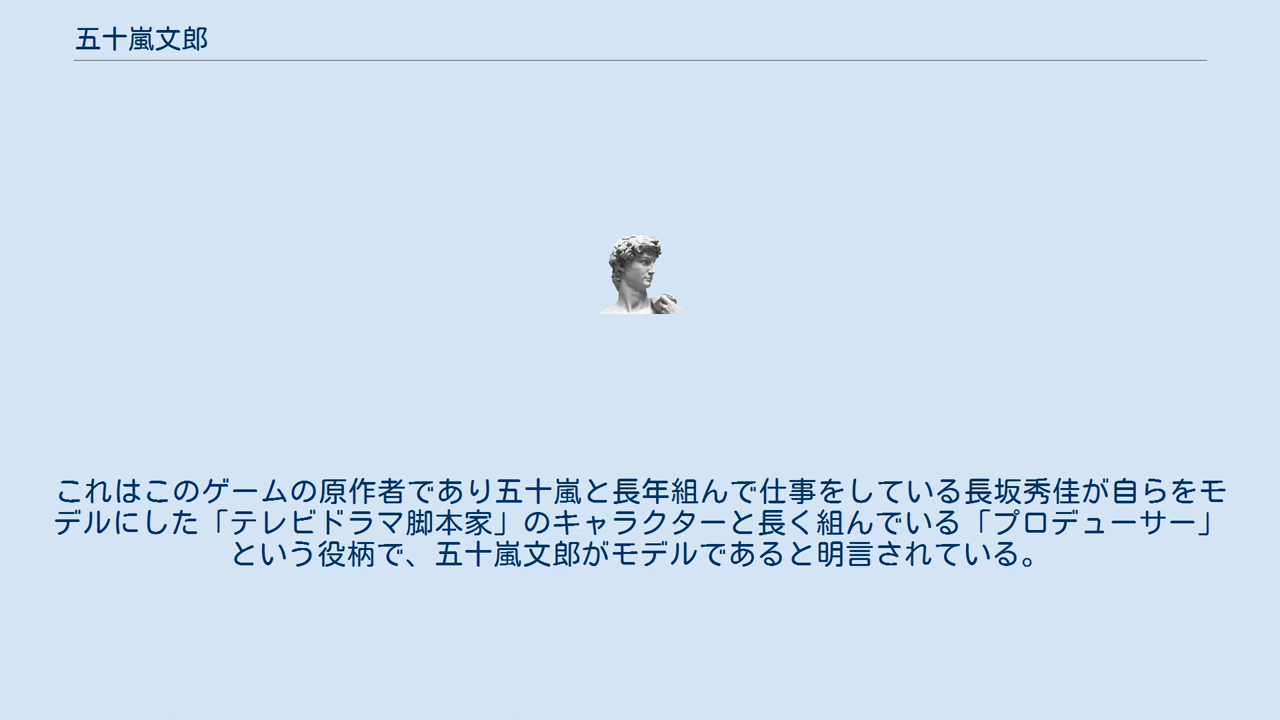 五十嵐文郎
これはこのゲームの原作者であり五十嵐と長年組んで仕事をしている長坂秀佳が自らをモ
デルにした「テレビドラマ脚本家」のキャラクターと長く組んでいる「プロデューサー」
という役柄で、五十嵐文郎がモデルであると明言されている。